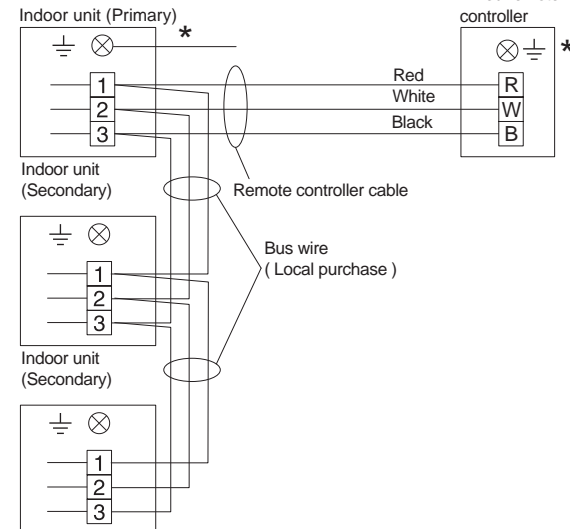 Indoor unit (Primary)
controller
*
*
1
2
3
Red
White
Black
R
W
B
Indoor unit
(Secondary)
Remote controller cable
Bus wire
( Local purchase )
1
2
3
Indoor unit
(Secondary)
1
2
3